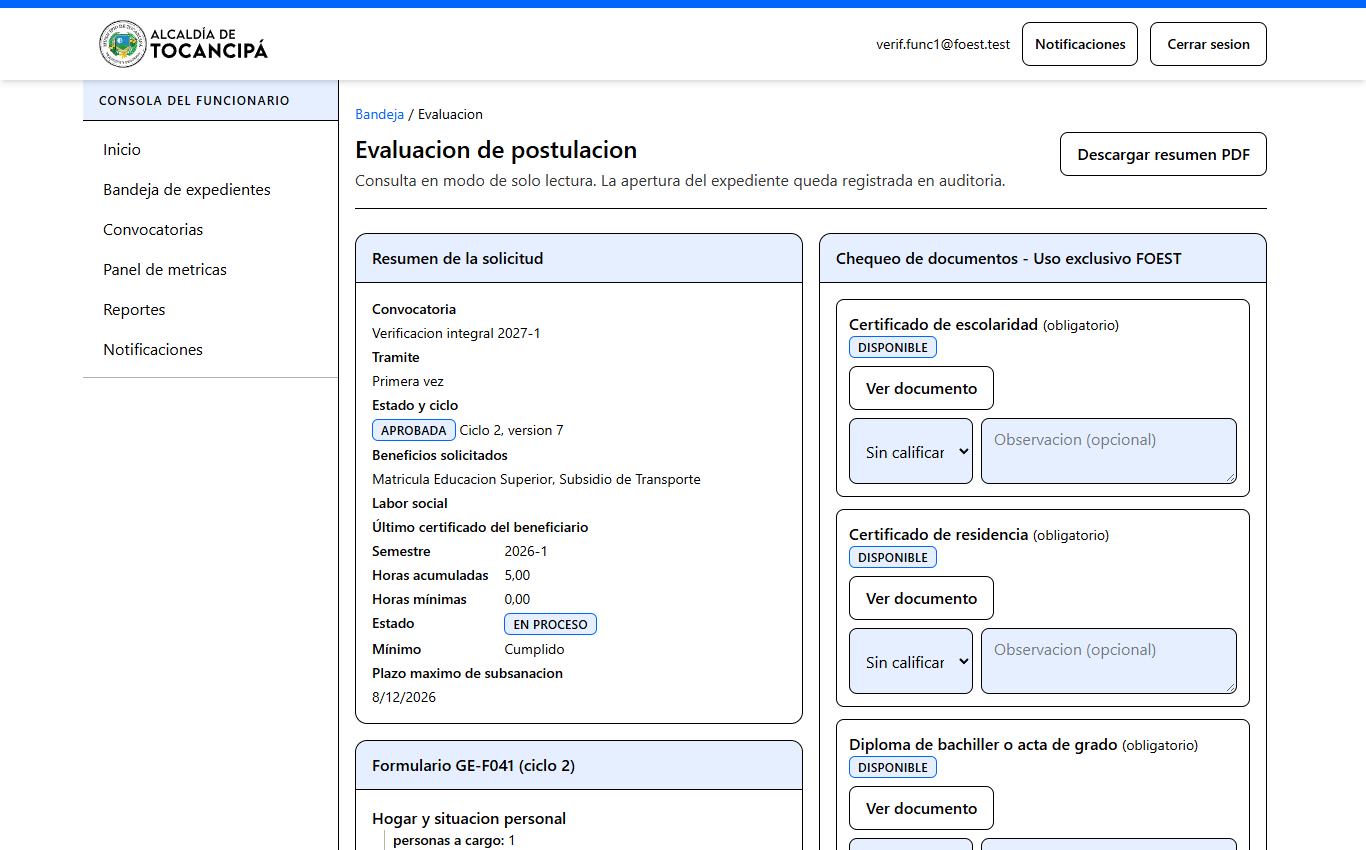 ALCALDÍA DE
TOCANCIPÁ
verif.func1@foest.test
Notificaciones
Cerrar sesion
CONSOLA DEL FUNCIONARIO
Inicio
Bandeja de expedientes
Convocatorias
Panel de metricas
Reportes
Notificaciones
Bandeja / Evaluacion
Evaluacion de postulacion
Consulta en modo de solo lectura. La apertura del expediente queda registrada en auditoria.
Descargar resumen PDF
Resumen de la solicitud
Convocatoria
Verificacion integral 2027-1
Tramite
Primera vez
Estado y ciclo
APROBADA Ciclo 2, version 7
Beneficios solicitados
Matricula Educacion Superior, Subsidio de Transporte
Labor social
Último certificado del beneficiario
Semestre 2026-1
Horas acumuladas 5,00
Horas mínimas 0,00
Estado EN PROCESO
Mínimo Cumplido
Plazo maximo de subsanacion
8/12/2026
Formulario GE-F041 (ciclo 2)
Hogar y situacion personal
personas a cargo: 1
Chequeo de documentos - Uso exclusivo FOEST
Certificado de escolaridad (obligatorio)
DISPONIBLE
Ver documento
Sin calificar
Observacion (opcional)
Certificado de residencia (obligatorio)
DISPONIBLE
Ver documento
Sin calificar
Observacion (opcional)
Diploma de bachiller o acta de grado (obligatorio)
DISPONIBLE
Ver documento